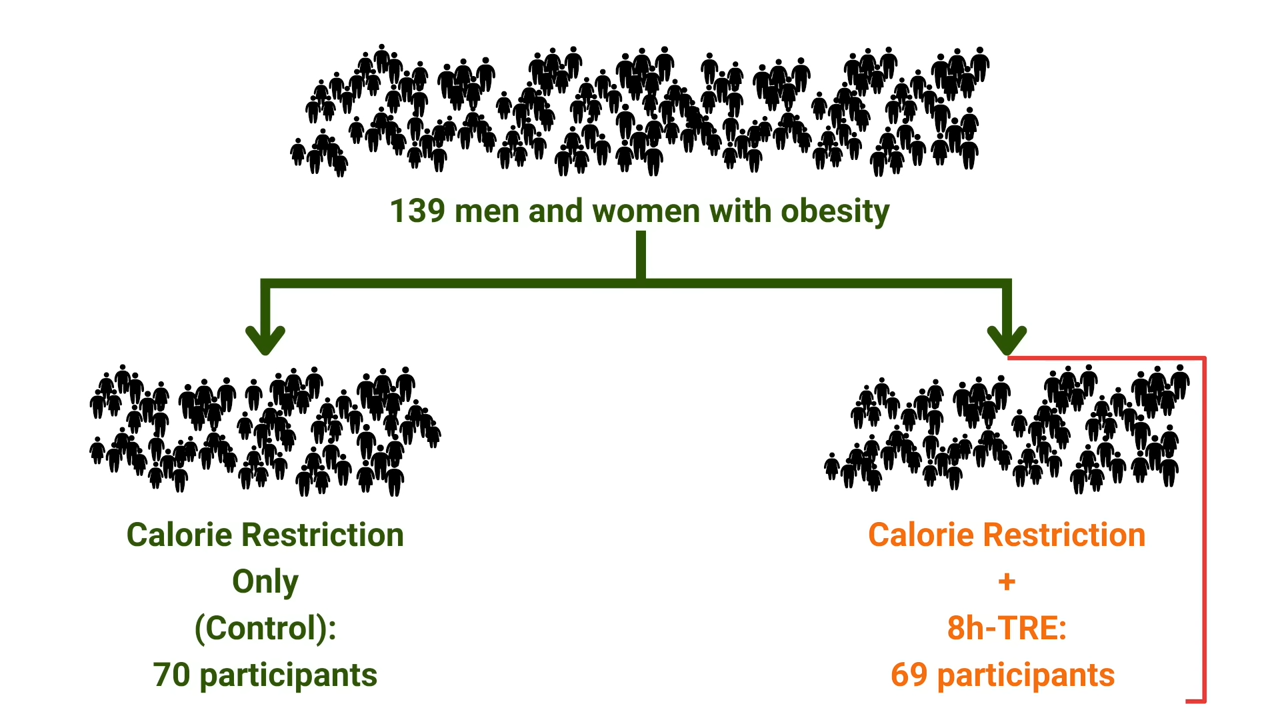 139 men and women with obesity
Calorie Restriction
Only
(Control):
70 participants
Calorie Restriction
+
8h-TRE:
69 participants